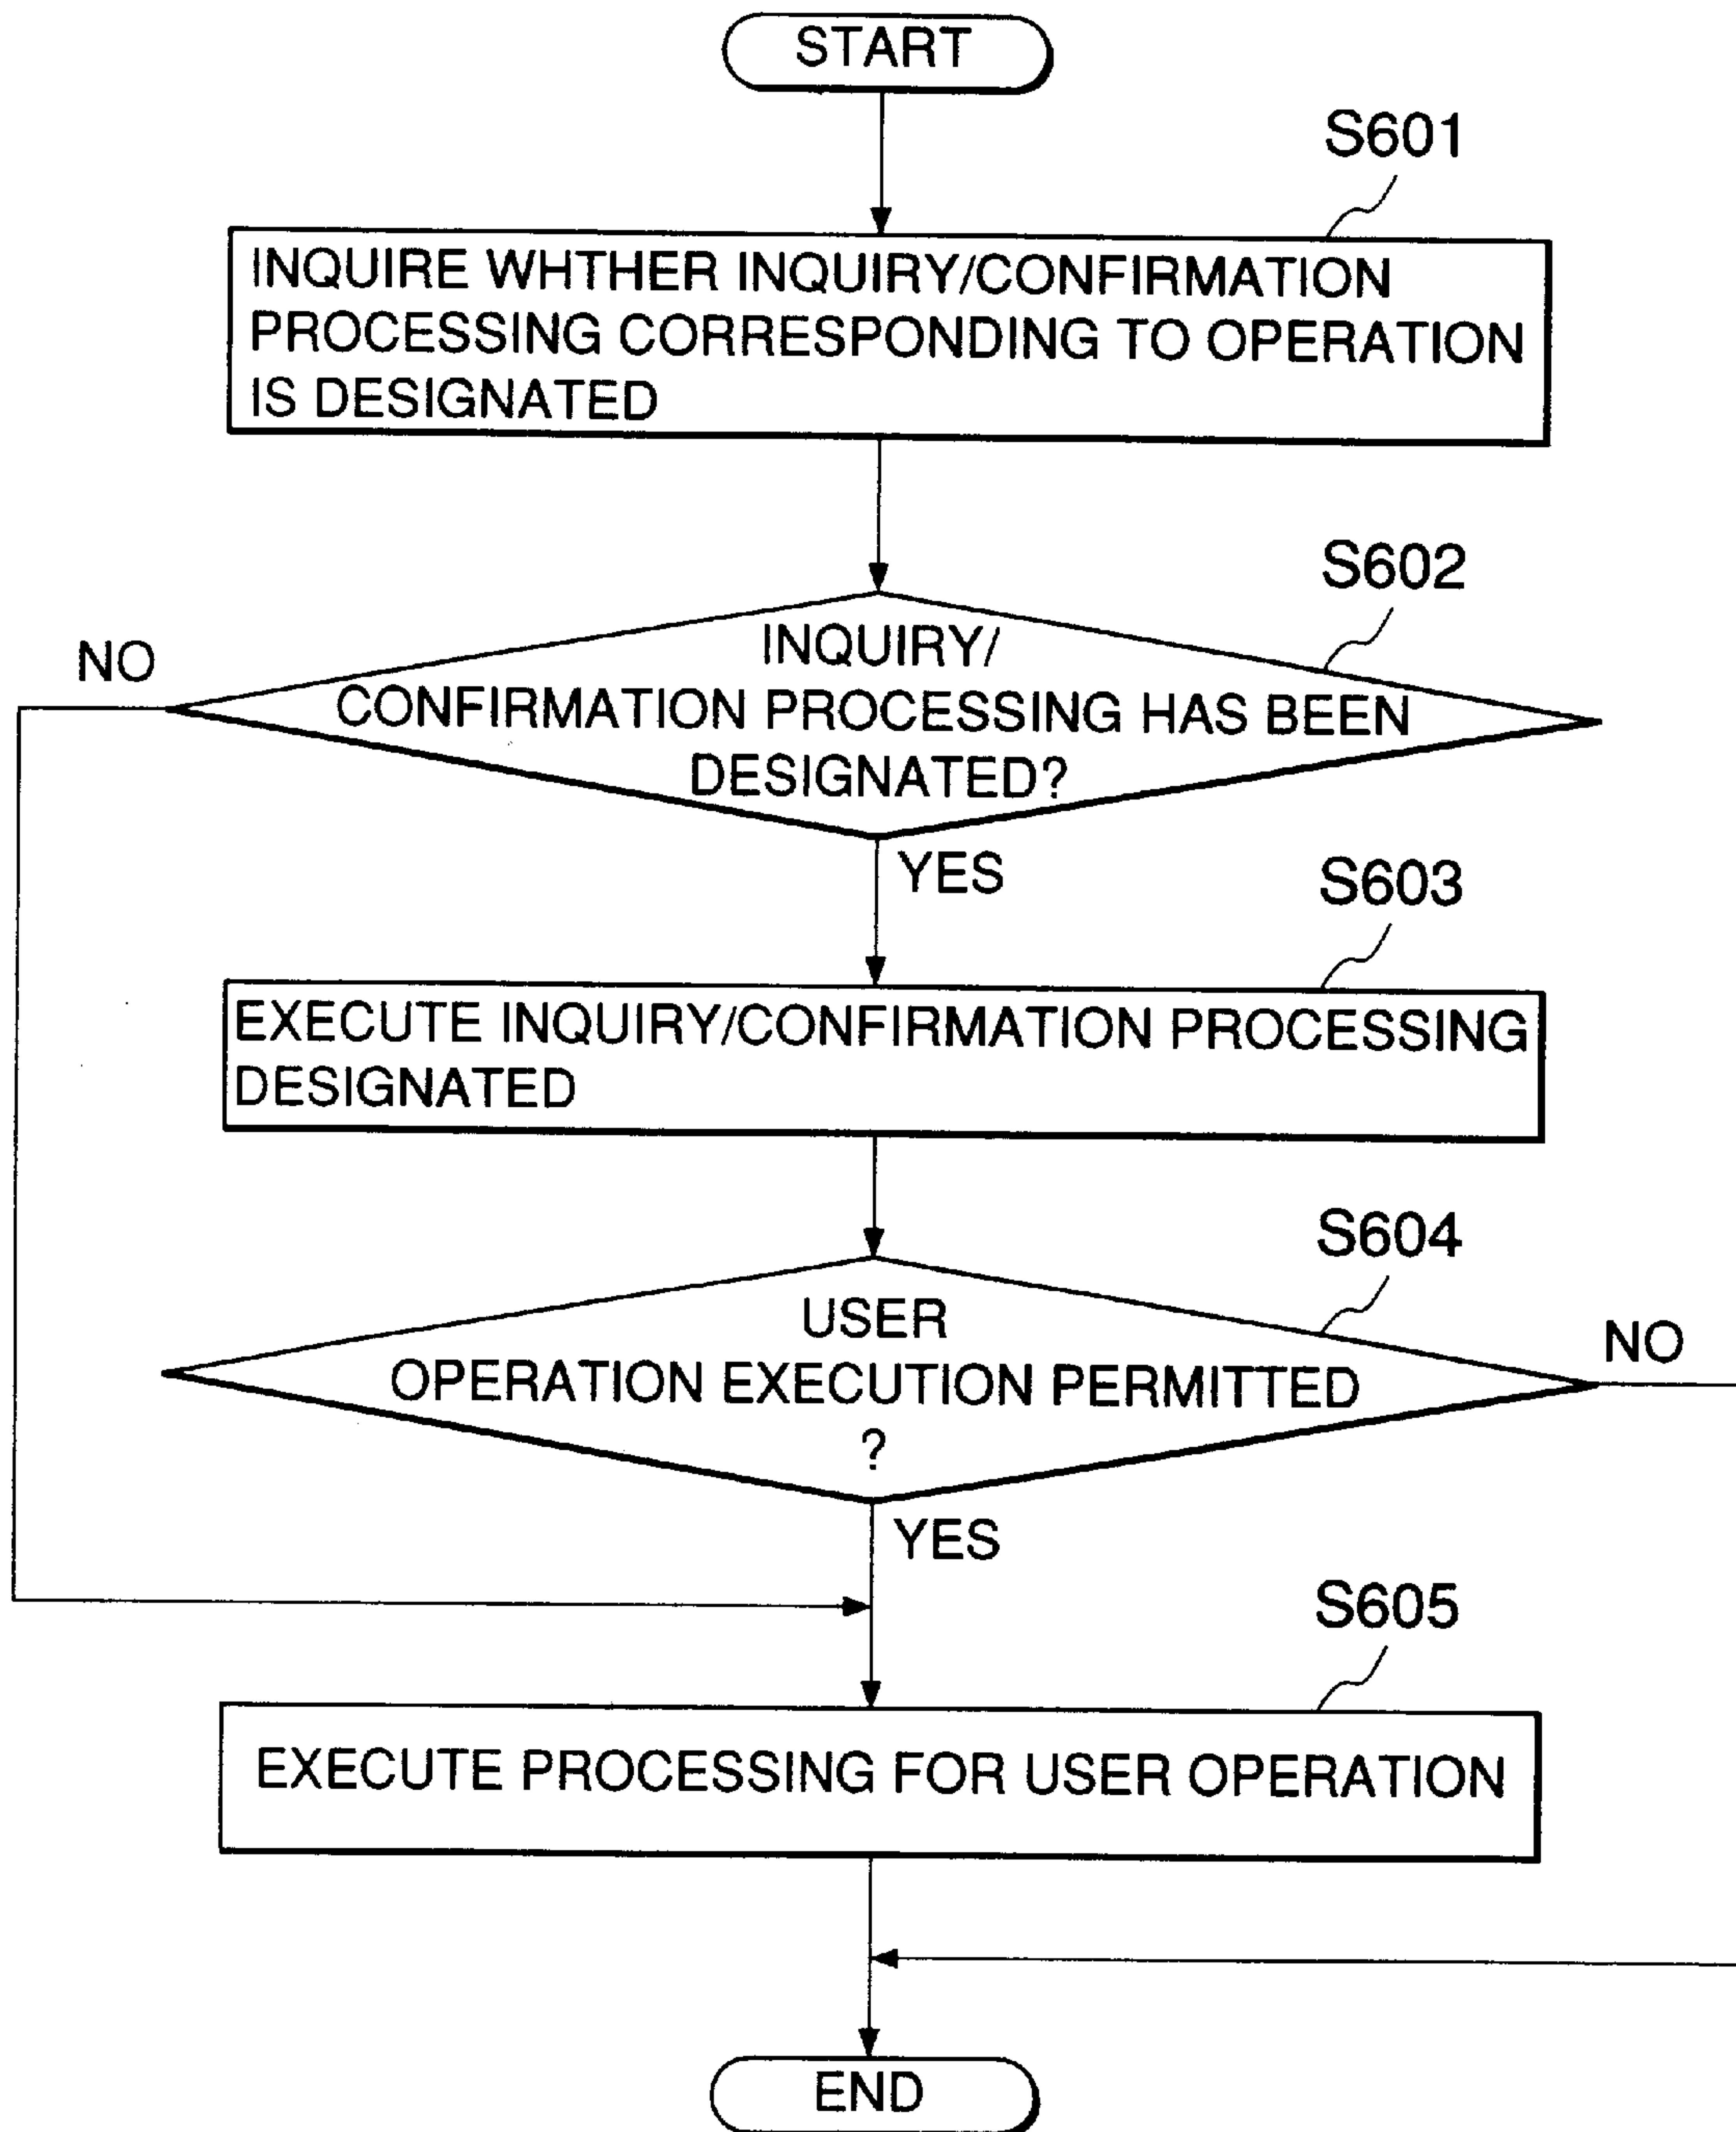 START
S601
INQUIRE WHTHER INQUIRY/CONFIRMATION
PROCESSING CORRESPONDING TO OPERATION
IS DESIGNATED
S602
NO
INQUIRY/
CONFIRMATION PROCESSING HAS BEEN
DESIGNATED?
YES
S603
EXECUTE INQUIRY/CONFIRMATION PROCESSING
DESIGNATED
S604
USER
NO
OPERATION EXECUTION PERMITTED
?
YES
S605
EXECUTE PROCESSING FOR USER OPERATION
END